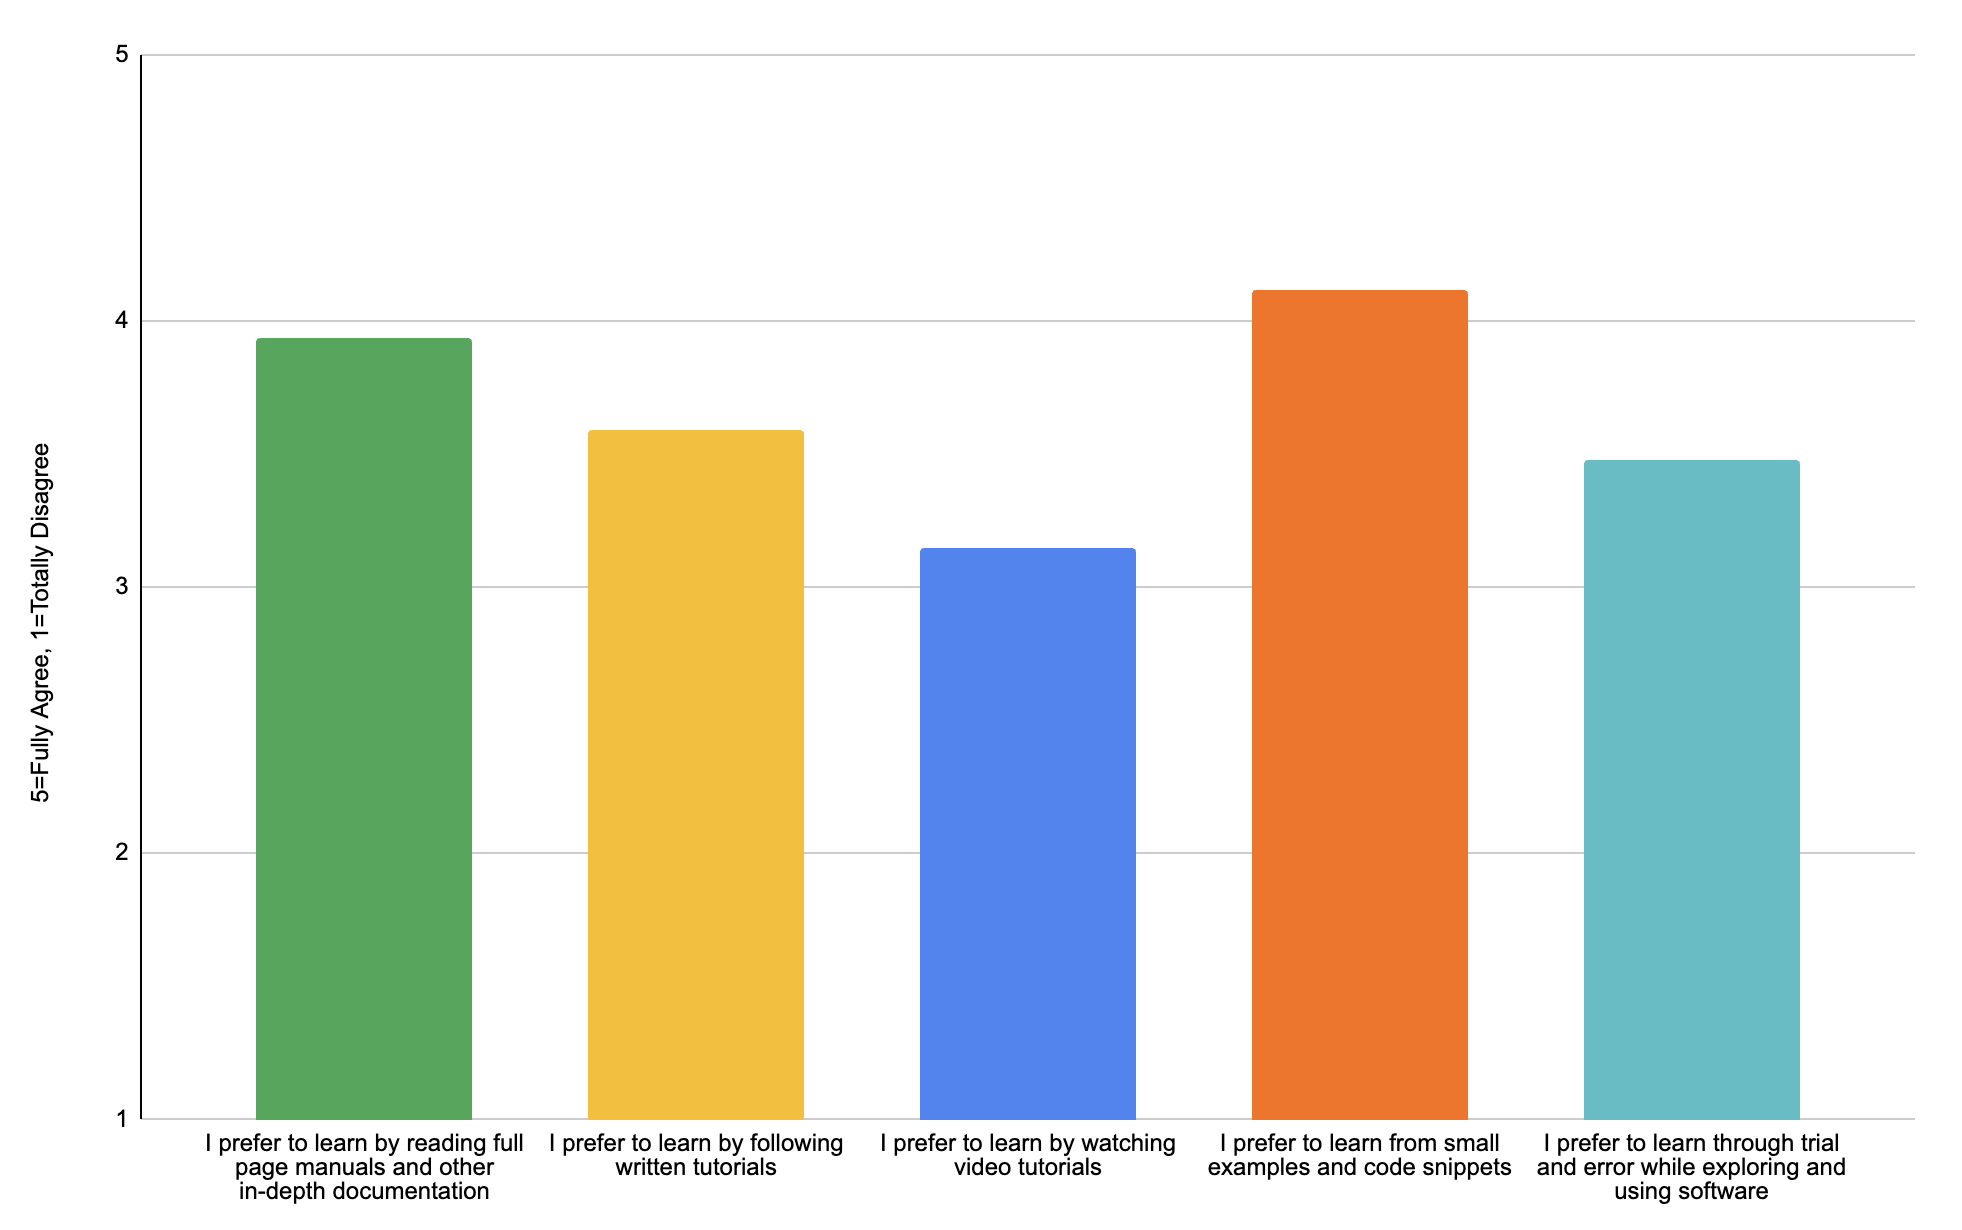 5
4
3
2
1
5=Fully Agree, 1=Totally Disagree
I prefer to learn by reading full
page manuals and other
in-depth documentation
I prefer to learn by following
written tutorials
I prefer to learn by watching
video tutorials
I prefer to learn from small
examples and code snippets
I prefer to learn through trial
and error while exploring and
using software